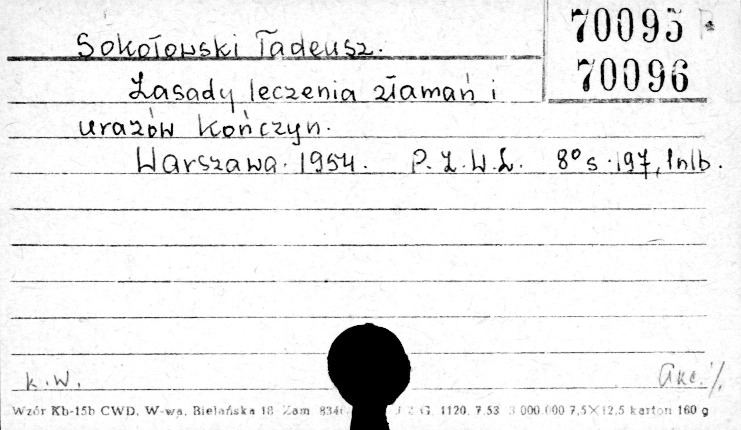 70095
70096
Sokołowski Tadeusz.
Zasady leczenia złamań i
urazów kończyn.
Warszawa. 1954. P.Z.W.L. 8° s. 197, 1nlb.
k.W.
Akc.
Wzór Kb-15b CWD, W-wa, Bielańska 18 Zam 1120. 7.53 3.000.000 7,5×12,5 karton 160 g